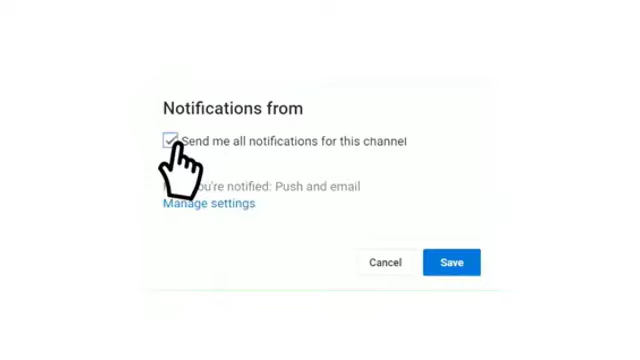 Notifications from
Send me all notifications for this channel
you're notified: Push and email
Manage settings
Cancel
Save